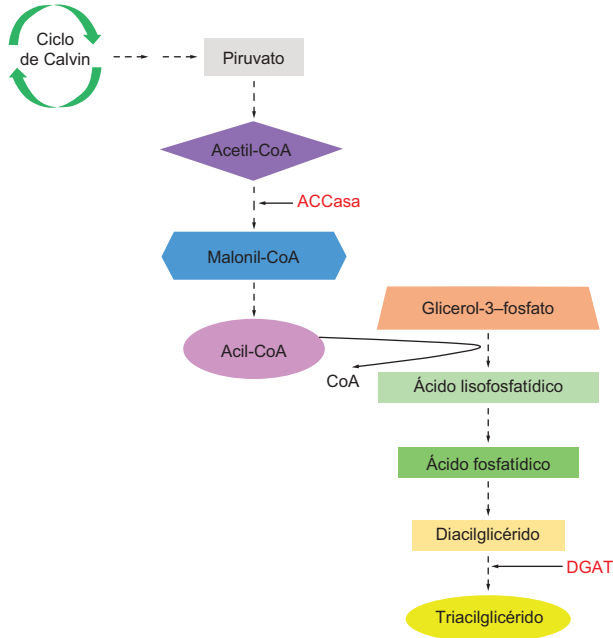 Ciclo
de Calvin
Piruvato
Acetil-CoA
ACCasa
Malonil-CoA
Glicerol-3–fosfato
Acil-CoA
CoA
Ácido lisofosfatídico
Ácido fosfatídico
Diacilglicérido
DGAT
Triacilglicérido